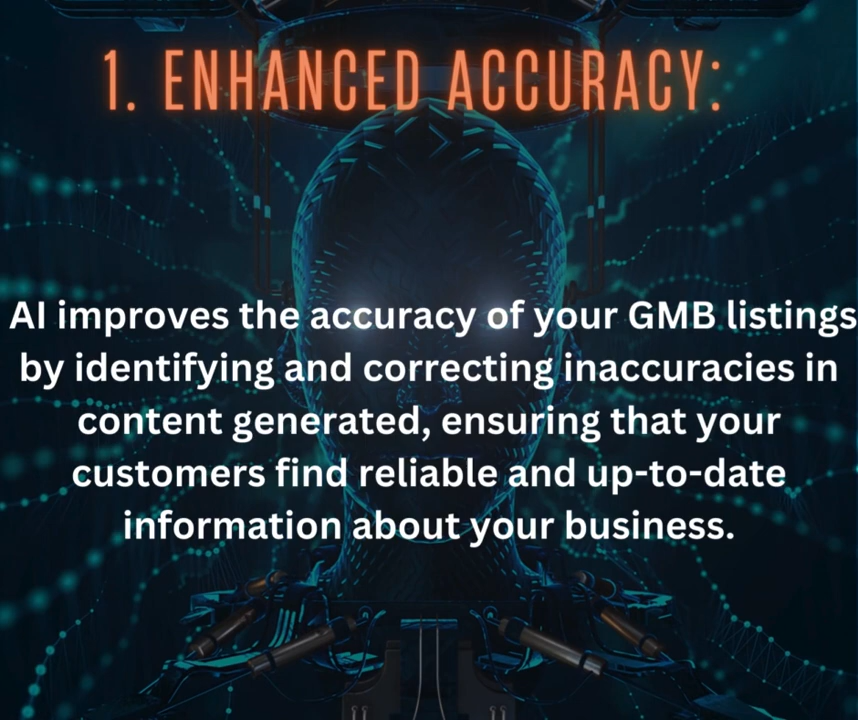 1. ENHANCED ACCURACY:
AI improves the accuracy of your GMB listings
by identifying and correcting inaccuracies in
content generated, ensuring that your
customers find reliable and up-to-date
information about your business.